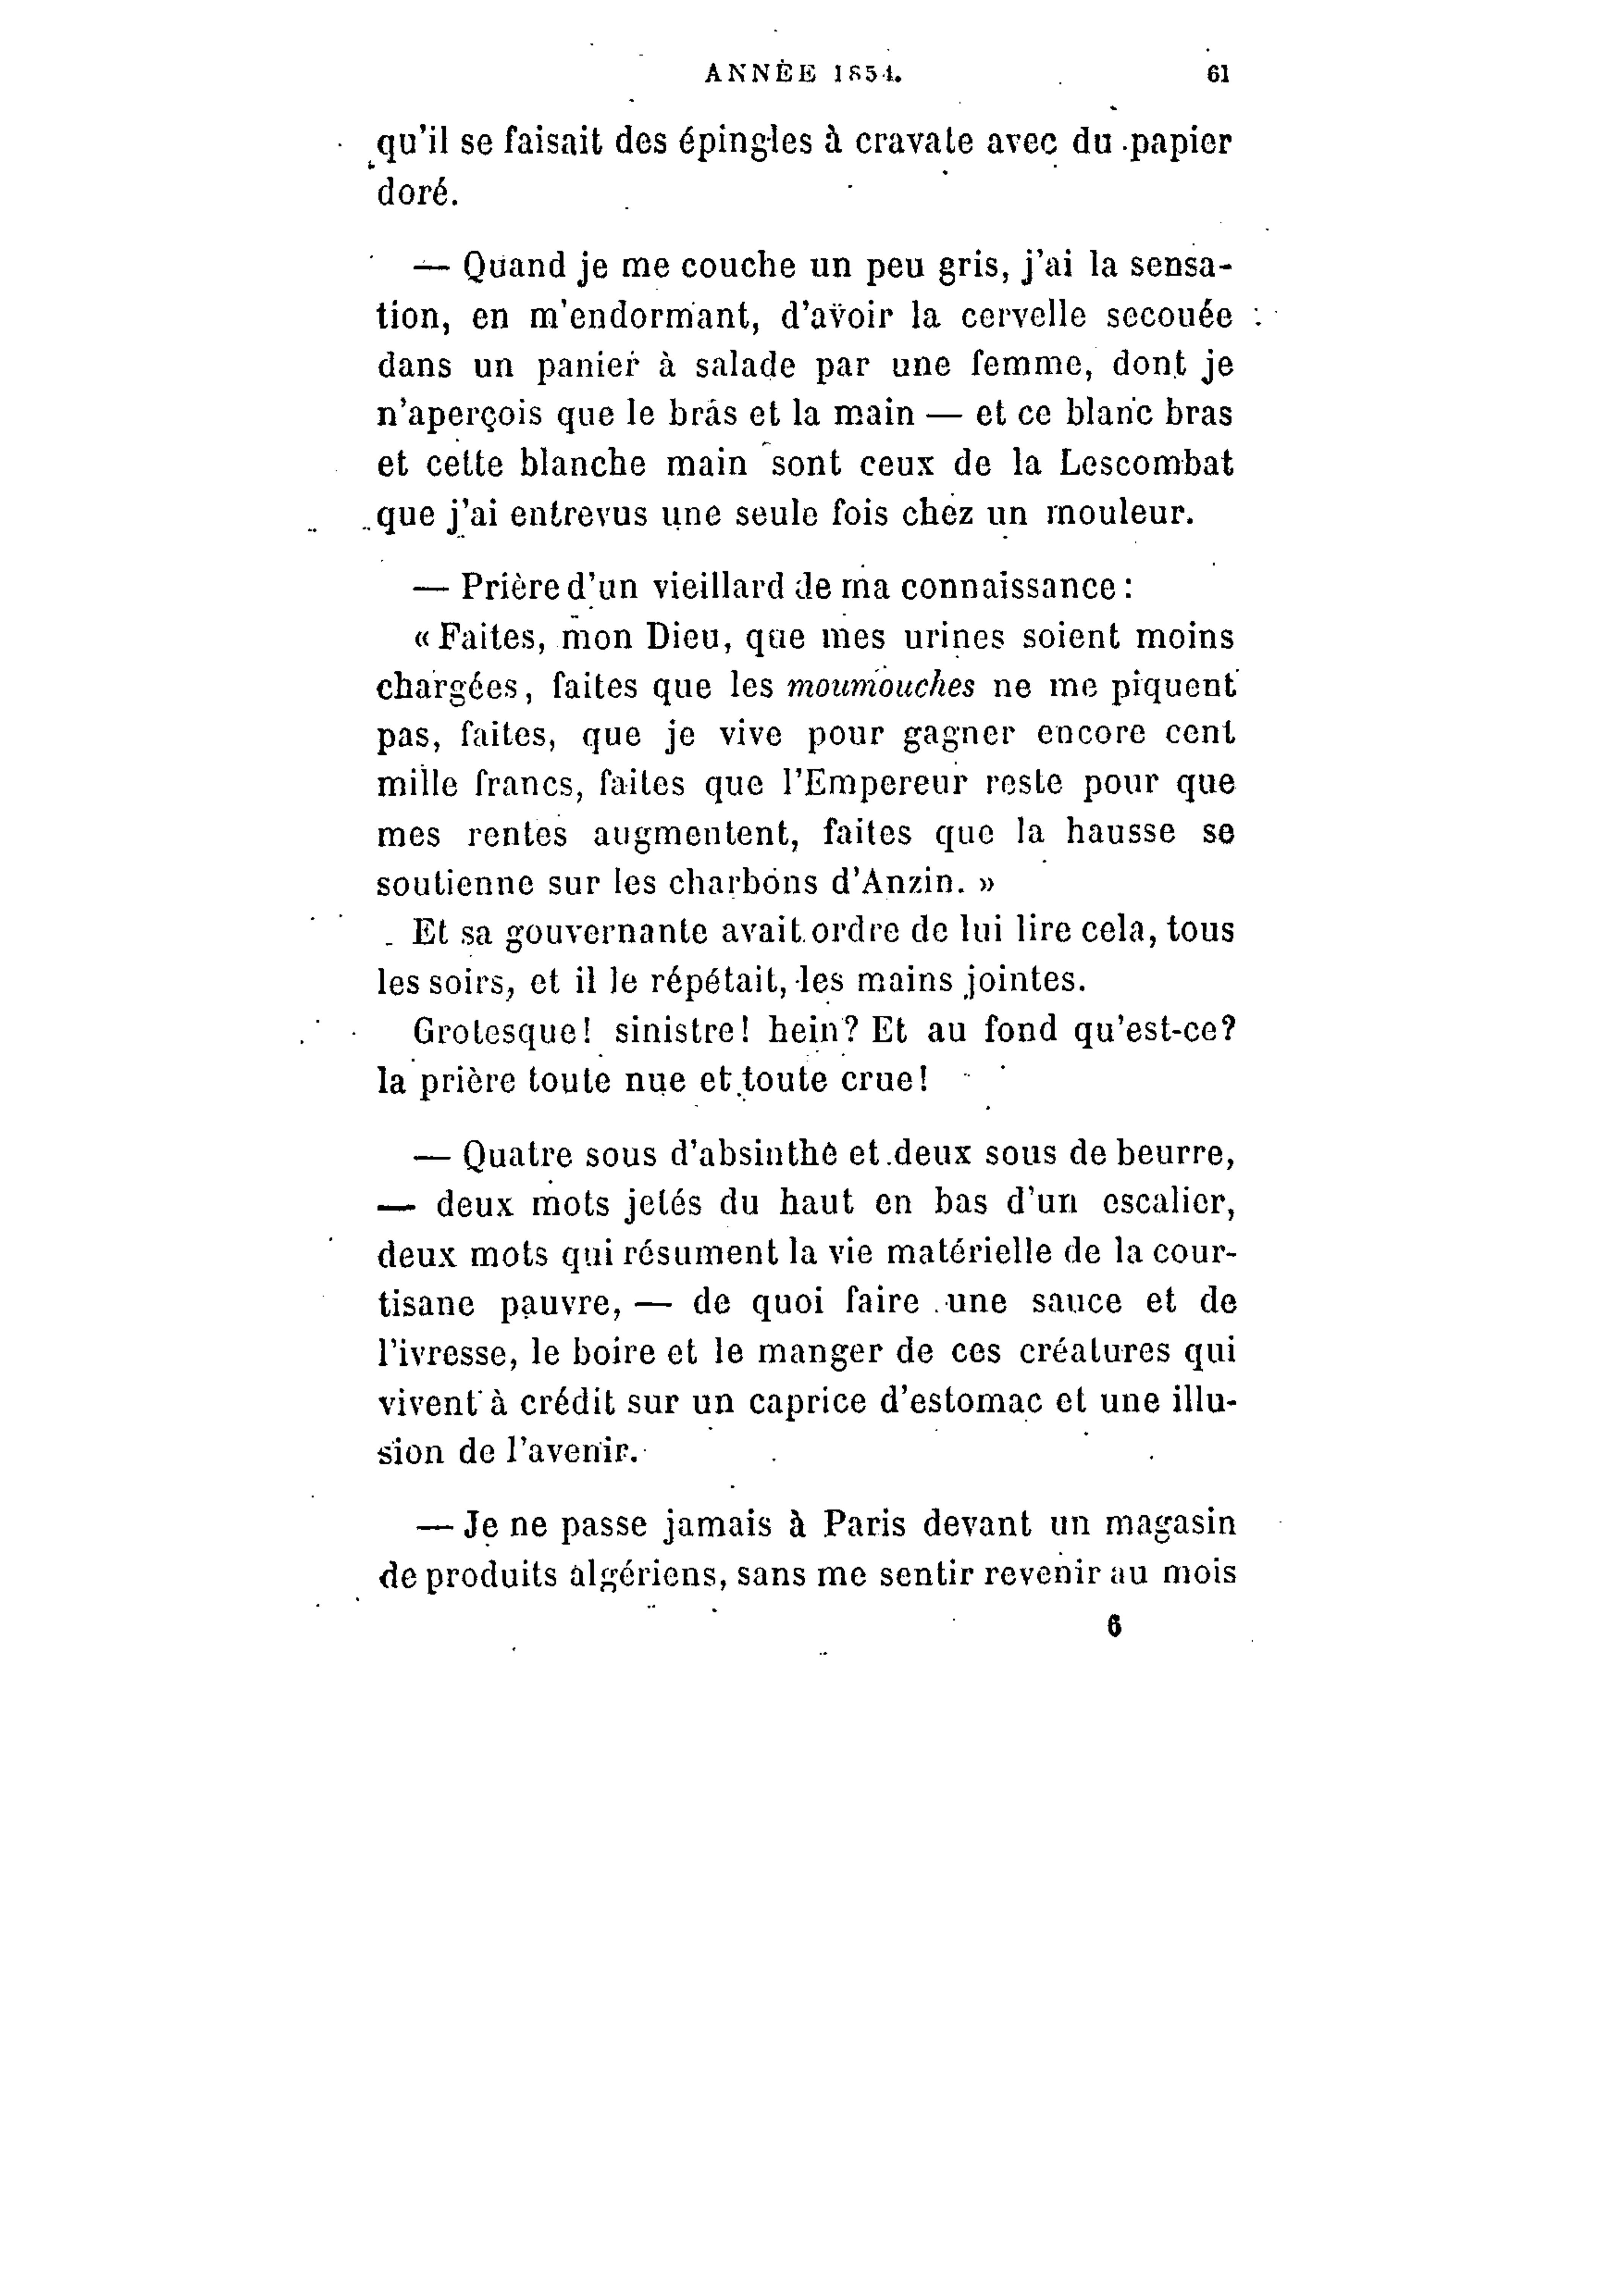 ANNÉE 1854.
61
qu'il se faisait des épingles à cravate avec du papier
doré.
— Quand je me couche un peu gris, j'ai la sensa-
tion, en m'endormant, d'avoir la cervelle secouée
dans un panier à salade par une femme, dont je
n'aperçois que le bras et la main — et ce blanc bras
et cette blanche main sont ceux de la Lescombat
que j'ai entrevus une seule fois chez un mouleur.
— Prière d'un vieillard de ma connaissance :
« Faites, mon Dieu, que mes urines soient moins
chargées, faites que les moumouches ne me piquent
pas, faites, que je vive pour gagner encore cent
mille francs, faites que l'Empereur reste pour que
mes rentes augmentent, faites que la hausse se
soutienne sur les charbons d'Anzin. »
Et sa gouvernante avait ordre de lui lire cela, tous
les soirs, et il le répétait, les mains jointes.
Grotesque! sinistre! hein? Et au fond qu'est-ce?
la prière toute nue et toute crue!
— Quatre sous d'absinthe et deux sous de beurre,
— deux mots jetés du haut en bas d'un escalier,
deux mots qui résument la vie matérielle de la cour-
tisane pauvre, — de quoi faire une sauce et de
l'ivresse, le boire et le manger de ces créatures qui
vivent à crédit sur un caprice d'estomac et une illu-
sion de l'avenir.
— Je ne passe jamais à Paris devant un magasin
de produits algériens, sans me sentir revenir au mois
6